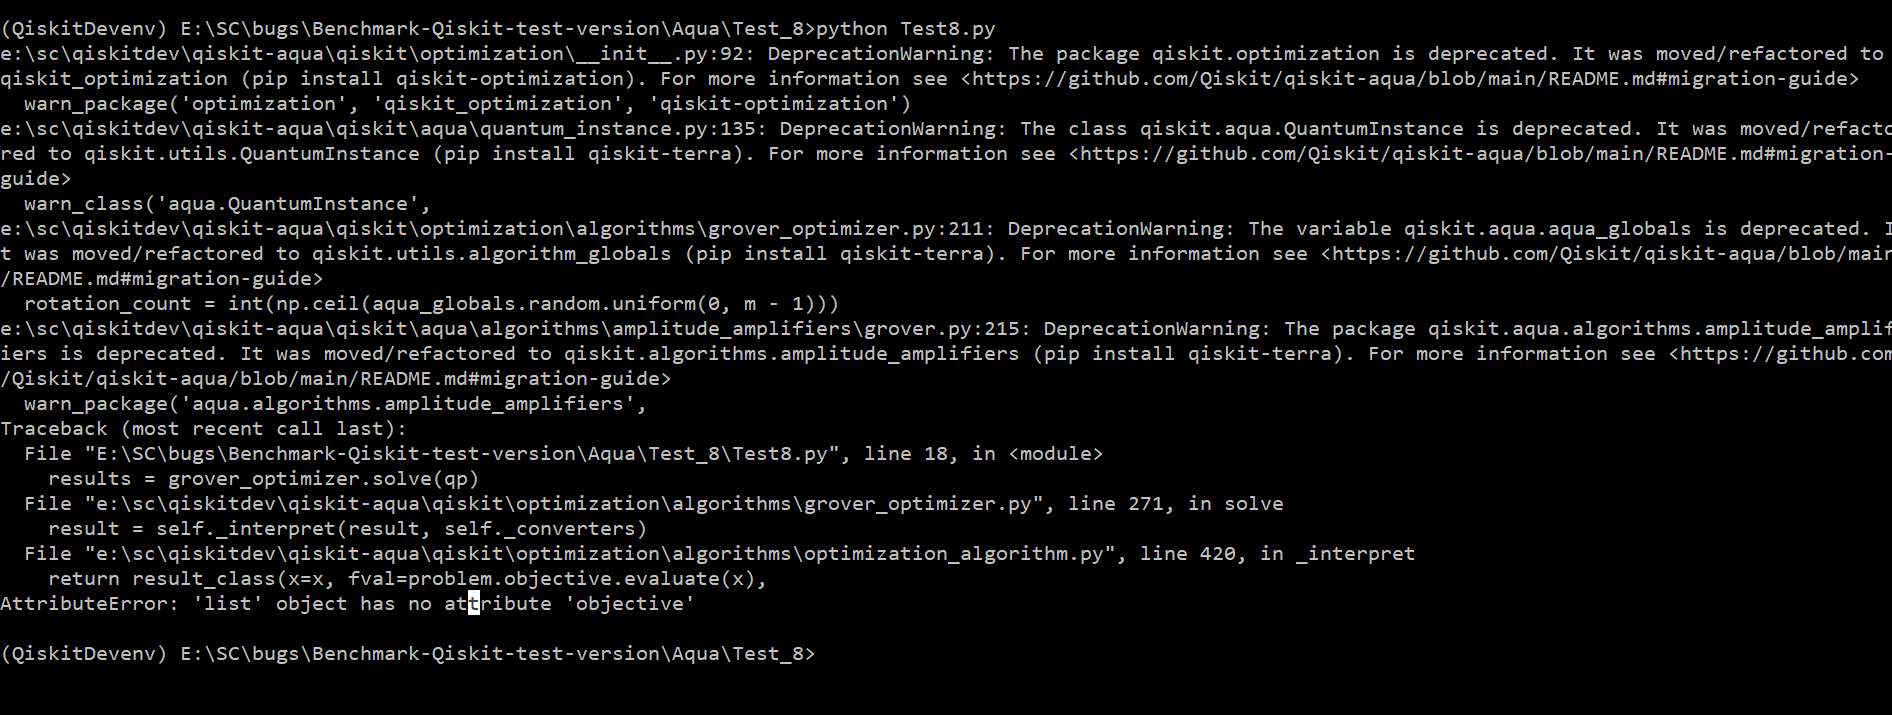 (QiskitDevenv) E:\SC\bugs\Benchmark-Qiskit-test-version\Aqua\Test_8>python Test8.py
e:\sc\qiskitdev\qiskit-aqua\qiskit\optimization\__init__.py:92: DeprecationWarning: The package qiskit.optimization is deprecated. It was moved/refactored to
qiskit_optimization (pip install qiskit-optimization). For more information see <https://github.com/Qiskit/qiskit-aqua/blob/main/README.md#migration-guide>
  warn_package('optimization', 'qiskit_optimization', 'qiskit-optimization')
e:\sc\qiskitdev\qiskit-aqua\qiskit\aqua\quantum_instance.py:135: DeprecationWarning: The class qiskit.aqua.QuantumInstance is deprecated. It was moved/refacto
red to qiskit.utils.QuantumInstance (pip install qiskit-terra). For more information see <https://github.com/Qiskit/qiskit-aqua/blob/main/README.md#migration-
guide>
  warn_class('aqua.QuantumInstance',
e:\sc\qiskitdev\qiskit-aqua\qiskit\optimization\algorithms\grover_optimizer.py:211: DeprecationWarning: The variable qiskit.aqua.aqua_globals is deprecated. I
t was moved/refactored to qiskit.utils.algorithm_globals (pip install qiskit-terra). For more information see <https://github.com/Qiskit/qiskit-aqua/blob/main
/README.md#migration-guide>
  rotation_count = int(np.ceil(aqua_globals.random.uniform(0, m - 1)))
e:\sc\qiskitdev\qiskit-aqua\qiskit\aqua\algorithms\amplitude_amplifiers\grover.py:215: DeprecationWarning: The package qiskit.aqua.algorithms.amplitude_amplif
iers is deprecated. It was moved/refactored to qiskit.algorithms.amplitude_amplifiers (pip install qiskit-terra). For more information see <https://github.com
/Qiskit/qiskit-aqua/blob/main/README.md#migration-guide>
  warn_package('aqua.algorithms.amplitude_amplifiers',
Traceback (most recent call last):
  File "E:\SC\bugs\Benchmark-Qiskit-test-version\Aqua\Test_8\Test8.py", line 18, in <module>
    results = grover_optimizer.solve(qp)
  File "e:\sc\qiskitdev\qiskit-aqua\qiskit\optimization\algorithms\grover_optimizer.py", line 271, in solve
    result = self._interpret(result, self._converters)
  File "e:\sc\qiskitdev\qiskit-aqua\qiskit\optimization\algorithms\optimization_algorithm.py", line 420, in _interpret
    return result_class(x=x, fval=problem.objective.evaluate(x),
AttributeError: 'list' object has no attribute 'objective'
(QiskitDevenv) E:\SC\bugs\Benchmark-Qiskit-test-version\Aqua\Test_8>